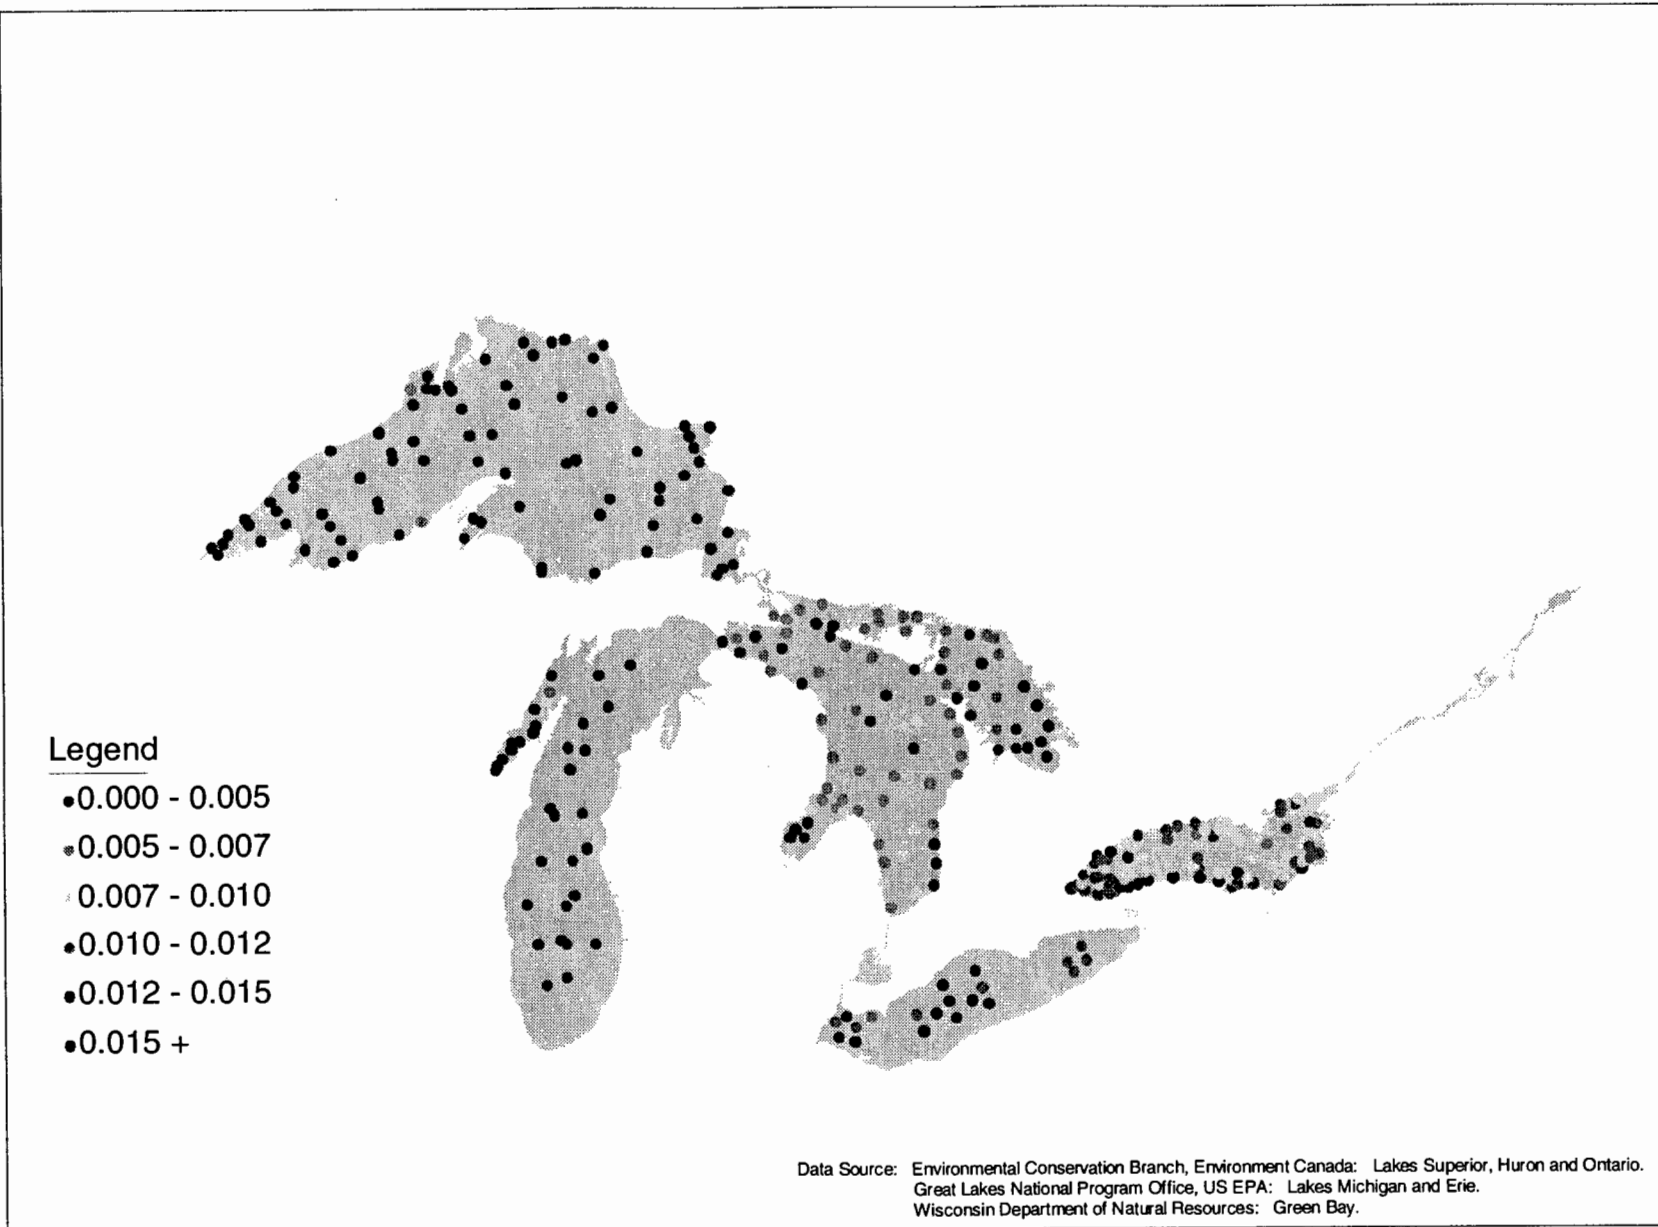 Legend
0.000 - 0.005
0.005 - 0.007
0.007 - 0.010
0.010 - 0.012
0.012 - 0.015
0.015 +
Data Source: Environmental Conservation Branch, Environment Canada: Lakes Superior, Huron and Ontario.
Great Lakes National Program Office, US EPA: Lakes Michigan and Erie.
Wisconsin Department of Natural Resources: Green Bay.